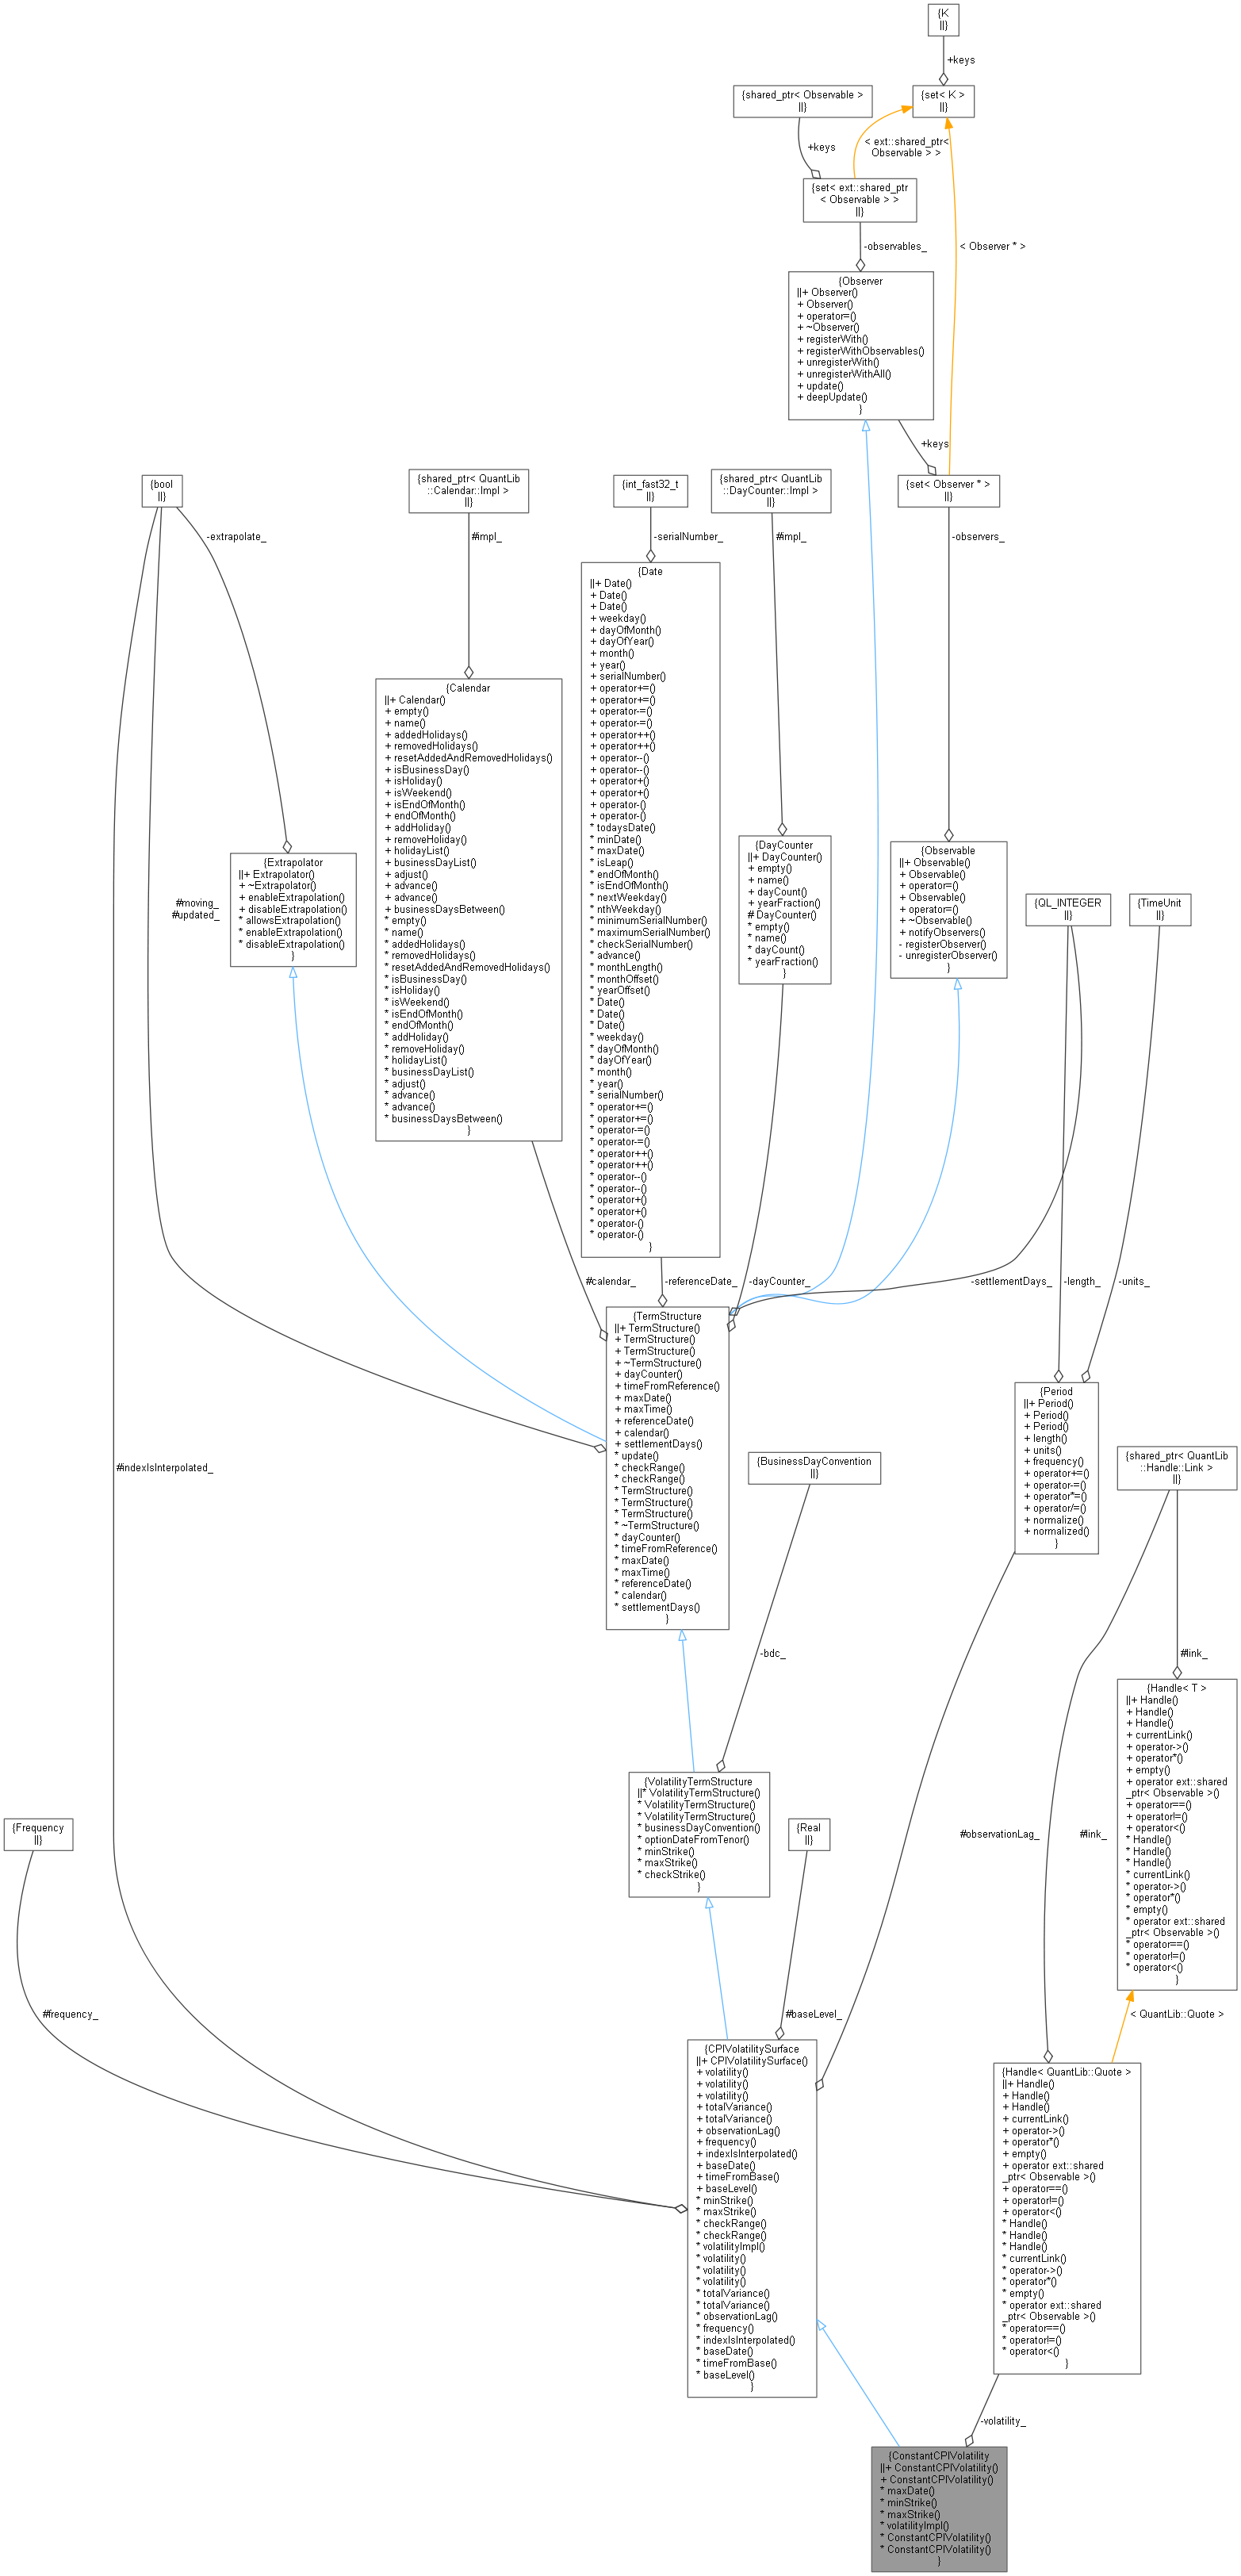 {K
||}
+keys
{shared_ptr< Observable >
||}
{set< K >
||}
+keys
< ext::shared_ptr<
Observable > >
{set< ext::shared_ptr
< Observable > >
||}
-observables_
< Observer * >
{Observer
||+ Observer()
+ Observer()
+ operator=()
+ ~Observer()
+ registerWith()
+ registerWithObservables()
+ unregisterWith()
+ unregisterWithAll()
+ update()
+ deepUpdate()
}
+keys
{bool
||}
{shared_ptr< QuantLib
::Calendar::Impl >
||}
{int_fast32_t
||}
{shared_ptr< QuantLib
::DayCounter::Impl >
||}
{set< Observer * >
||}
-extrapolate_
#impl_
-serialNumber_
#impl_
-observers_
{Date
||+ Date()
+ Date()
+ Date()
+ weekday()
+ dayOfMonth()
+ dayOfYear()
+ month()
+ year()
+ serialNumber()
+ operator+=()
+ operator+=()
+ operator-=()
+ operator-=()
+ operator++()
+ operator++()
+ operator--()
+ operator--()
+ operator+()
+ operator+()
+ operator-()
+ operator-()
* todaysDate()
* minDate()
* maxDate()
* isLeap()
* endOfMonth()
* isEndOfMonth()
* nextWeekday()
* nthWeekday()
* minimumSerialNumber()
* maximumSerialNumber()
* checkSerialNumber()
* advance()
* monthLength()
* monthOffset()
* yearOffset()
* Date()
* Date()
* Date()
* weekday()
* dayOfMonth()
* dayOfYear()
* month()
* year()
* serialNumber()
* operator+=()
* operator+=()
* operator-=()
* operator-=()
* operator++()
* operator++()
* operator--()
* operator--()
* operator+()
* operator+()
* operator-()
* operator-()
}
{Calendar
||+ Calendar()
+ empty()
+ name()
+ addedHolidays()
+ removedHolidays()
+ resetAddedAndRemovedHolidays()
+ isBusinessDay()
+ isHoliday()
+ isWeekend()
+ isEndOfMonth()
+ endOfMonth()
+ addHoliday()
+ removeHoliday()
+ holidayList()
+ businessDayList()
+ adjust()
+ advance()
+ advance()
+ businessDaysBetween()
* empty()
* name()
* addedHolidays()
* removedHolidays()
* resetAddedAndRemovedHolidays()
* isBusinessDay()
* isHoliday()
* isWeekend()
* isEndOfMonth()
* endOfMonth()
* addHoliday()
* removeHoliday()
* holidayList()
* businessDayList()
* adjust()
* advance()
* advance()
* businessDaysBetween()
}
{Extrapolator
||+ Extrapolator()
+ ~Extrapolator()
+ enableExtrapolation()
+ disableExtrapolation()
* allowsExtrapolation()
* enableExtrapolation()
* disableExtrapolation()
}
#moving_
#updated_
{DayCounter
||+ DayCounter()
+ empty()
+ name()
+ dayCount()
+ yearFraction()
# DayCounter()
* empty()
* name()
* dayCount()
* yearFraction()
}
{Observable
||+ Observable()
+ Observable()
+ operator=()
+ Observable()
+ operator=()
+ ~Observable()
+ notifyObservers()
- registerObserver()
- unregisterObserver()
}
{QL_INTEGER
||}
{TimeUnit
||}
#calendar_
-referenceDate_
-dayCounter_
-settlementDays_
-length_
-units_
{TermStructure
||+ TermStructure()
+ TermStructure()
+ TermStructure()
+ ~TermStructure()
+ dayCounter()
+ timeFromReference()
+ maxDate()
+ maxTime()
+ referenceDate()
+ calendar()
+ settlementDays()
* update()
* checkRange()
* checkRange()
* TermStructure()
* TermStructure()
* TermStructure()
* ~TermStructure()
* dayCounter()
* timeFromReference()
* maxDate()
* maxTime()
* referenceDate()
* calendar()
* settlementDays()
}
{Period
||+ Period()
+ Period()
+ Period()
+ length()
+ units()
+ frequency()
+ operator+=()
+ operator-=()
+ operator*=()
+ operator/=()
+ normalize()
+ normalized()
}
#indexIsInterpolated_
{BusinessDayConvention
||}
{shared_ptr< QuantLib
::Handle::Link >
||}
-bdc_
#link_
{Handle< T >
||+ Handle()
+ Handle()
+ Handle()
+ currentLink()
+ operator->()
+ operator*()
+ empty()
+ operator ext::shared
_ptr< Observable >()
+ operator==()
+ operator!=()
+ operator<()
* Handle()
* Handle()
* Handle()
* currentLink()
* operator->()
* operator*()
* empty()
* operator ext::shared
_ptr< Observable >()
* operator==()
* operator!=()
* operator<()
}
{VolatilityTermStructure
||* VolatilityTermStructure()
* VolatilityTermStructure()
* VolatilityTermStructure()
* businessDayConvention()
* optionDateFromTenor()
* minStrike()
* maxStrike()
* checkStrike()
}
{Frequency
||}
{Real
||}
#observationLag_
#link_
#frequency_
#baseLevel_
< QuantLib::Quote >
{CPIVolatilitySurface
||+ CPIVolatilitySurface()
+ volatility()
+ volatility()
+ volatility()
+ totalVariance()
+ totalVariance()
+ observationLag()
+ frequency()
+ indexIsInterpolated()
+ baseDate()
+ timeFromBase()
+ baseLevel()
* minStrike()
* maxStrike()
* checkRange()
* checkRange()
* volatilityImpl()
* volatility()
* volatility()
* volatility()
* totalVariance()
* totalVariance()
* observationLag()
* frequency()
* indexIsInterpolated()
* baseDate()
* timeFromBase()
* baseLevel()
}
{Handle< QuantLib::Quote >
||+ Handle()
+ Handle()
+ Handle()
+ currentLink()
+ operator->()
+ operator*()
+ empty()
+ operator ext::shared
_ptr< Observable >()
+ operator==()
+ operator!=()
+ operator<()
* Handle()
* Handle()
* Handle()
* currentLink()
* operator->()
* operator*()
* empty()
* operator ext::shared
_ptr< Observable >()
* operator==()
* operator!=()
* operator<()
}
-volatility_
{ConstantCPIVolatility
||+ ConstantCPIVolatility()
+ ConstantCPIVolatility()
* maxDate()
* minStrike()
* maxStrike()
* volatilityImpl()
* ConstantCPIVolatility()
* ConstantCPIVolatility()
}